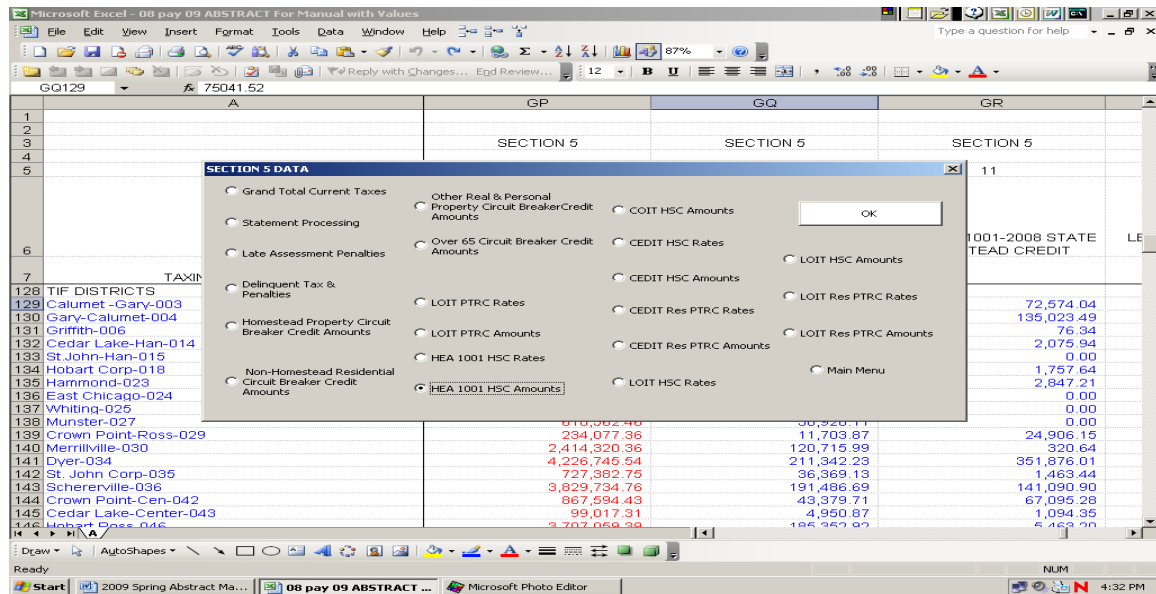 Microsoft Excel - 08 pay 09 ABSTRACT For Manual with Values
File Edit View Insert Format Tools Data Window Help
Type a question for help
87%
Reply with Changes... End Review...
12 B U
GQ129 fx 75041.52
A GP GQ GR
1
2
3 SECTION 5 SECTION 5 SECTION 5
4
5 11
SECTION 5 DATA
Grand Total Current Taxes
Statement Processing
Late Assessment Penalties
Delinquent Tax &
Penalties
Homestead Property Circuit
Breaker Credit Amounts
Non-Homestead Residential
Circuit Breaker Credit
Amounts
Other Real & Personal
Property Circuit BreakerCredit
Amounts
Over 65 Circuit Breaker Credit
Amounts
LOIT PTRC Rates
LOIT PTRC Amounts
HEA 1001 HSC Rates
HEA 1001 HSC Amounts
COIT HSC Amounts
CEDIT HSC Rates
CEDIT HSC Amounts
CEDIT Res PTRC Rates
CEDIT Res PTRC Amounts
LOIT HSC Rates
OK
LOIT HSC Amounts
LOIT Res PTRC Rates
LOIT Res PTRC Amounts
Main Menu
1001-2008 STATE LE
6 TEAD CREDIT
7 TAXIN
128 TIF DISTRICTS
129 Calumet -Gary-003 72,574.04
130 Gary-Calumet-004 135,023.49
131 Griffith-006 76.34
132 Cedar Lake-Han-014 2,075.94
133 St.John-Han-015 0.00
134 Hobart Corp-018 1,757.64
135 Hammond-023 2,847.21
136 East Chicago-024 0.00
137 Whiting-025 0.00
138 Munster-027 0.00
139 Crown Point-Ross-029 234,077.36 11,703.87 24,906.15
140 Merrillville-030 2,414,320.36 120,715.99 320.64
141 Dyer-034 4,226,745.54 211,342.23 351,876.01
142 St. John Corp-035 727,382.75 36,369.13 1,463.44
143 Schererville-036 3,829,734.76 191,486.69 141,090.90
144 Crown Point-Cen-042 867,594.43 43,379.71 67,095.28
145 Cedar Lake-Center-043 99,017.31 4,950.87 1,094.35
146 Hobart Ross-046 3,707,059.39 185,352.92 5,463.20
A
Draw AutoShapes
Ready NUM
Start 2009 Spring Abstract Ma... 08 pay 09 ABSTRACT ... Microsoft Photo Editor 4:32 PM